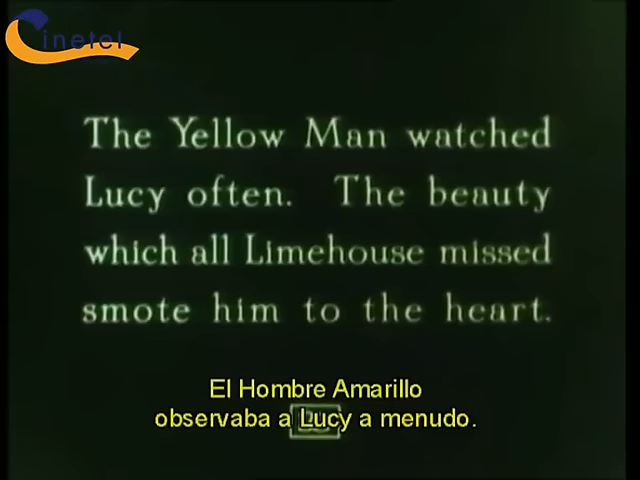 Cinetel
The Yellow Man watched
Lucy often. The beauty
which all Limehouse missed
smote him to the heart.
El Hombre Amarillo
observaba a Lucy a menudo.